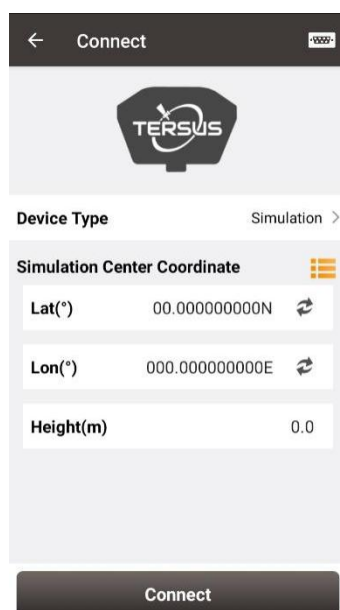 Connect
TERSUS
Device Type Simulation
Simulation Center Coordinate
Lat(°) 00.000000000N
Lon(°) 000.000000000E
Height(m) 0.0
Connect